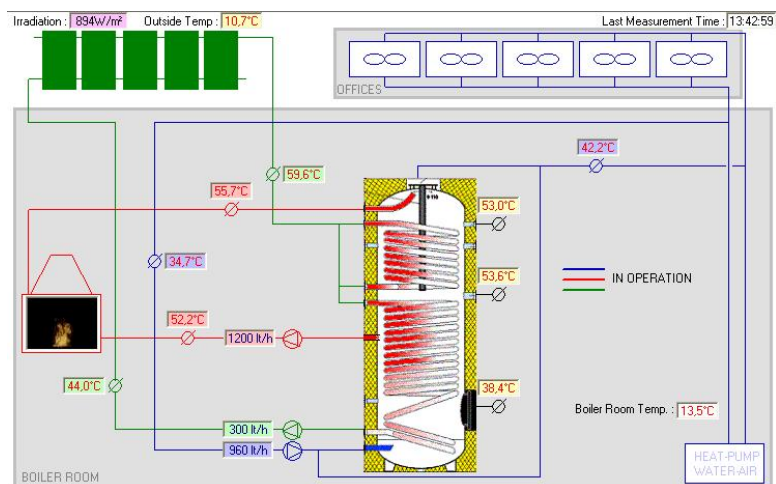 Irradiation : 894W/m² Outside Temp : 10,7°C Last Measurement Time : 13:42:59
OFFICES
42,2°C
59,6°C
55,7°C
53,0°C
34,7°C
53,6°C
IN OPERATION
52,2°C
1200 lt/h
44,0°C
38,4°C
Boiler Room Temp. : 13,5°C
300 lt/h
960 lt/h
HEAT-PUMP
WATER-AIR
BOILER ROOM